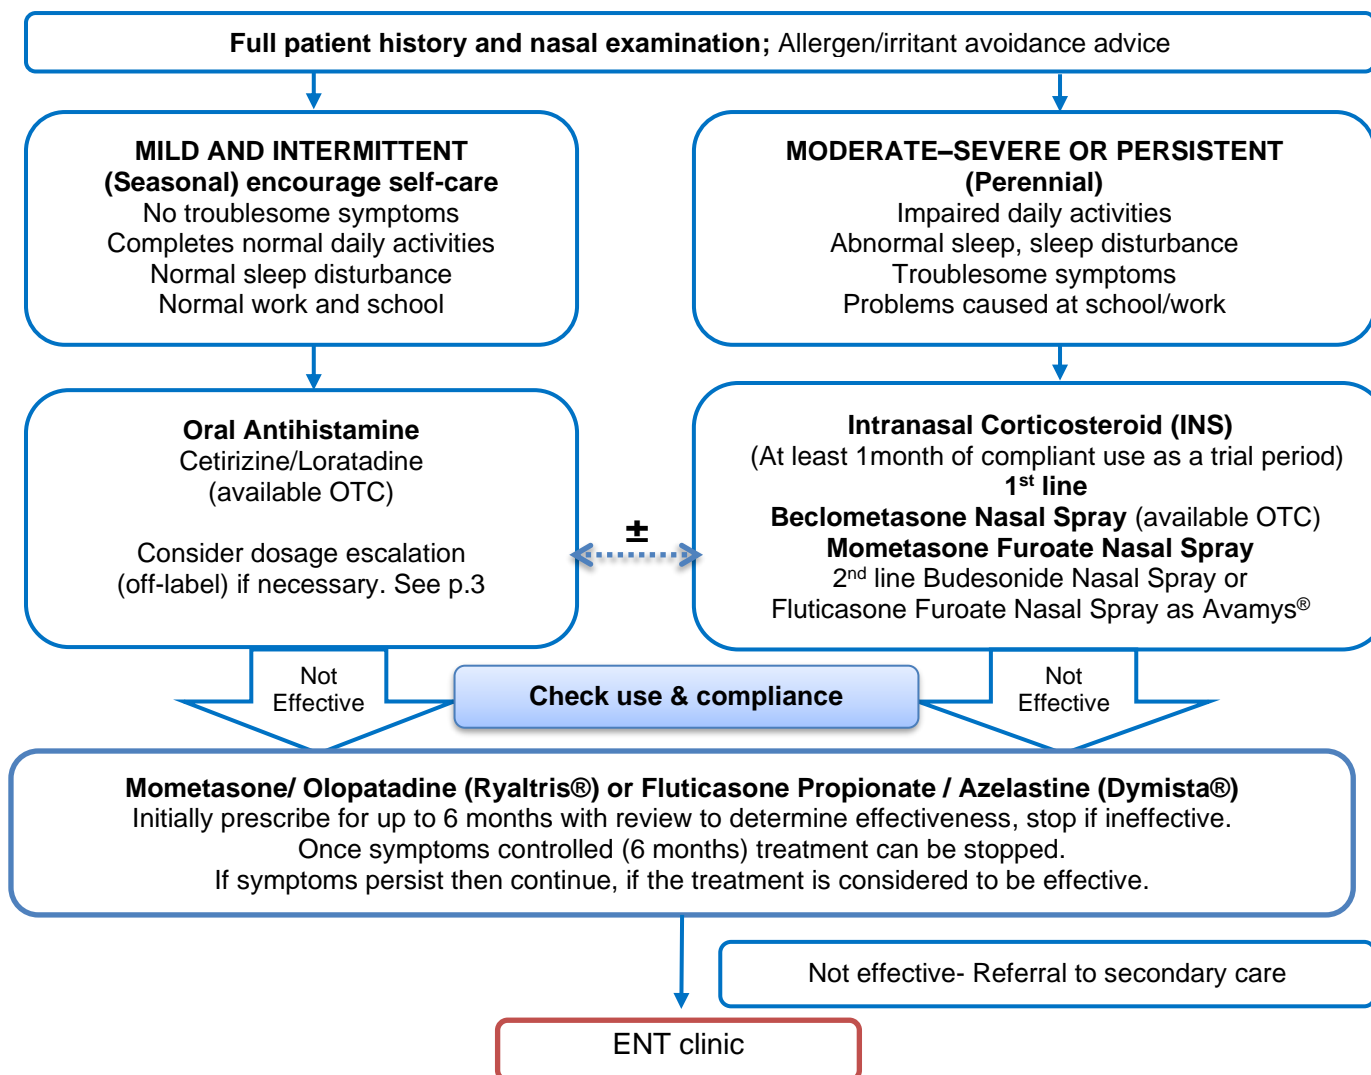 Full patient history and nasal examination; Allergen/irritant avoidance advice
MILD AND INTERMITTENT
(Seasonal) encourage self-care
No troublesome symptoms
Completes normal daily activities
Normal sleep disturbance
Normal work and school
MODERATE–SEVERE OR PERSISTENT
(Perennial)
Impaired daily activities
Abnormal sleep, sleep disturbance
Troublesome symptoms
Problems caused at school/work
Oral Antihistamine
Cetirizine/Loratadine
(available OTC)
Consider dosage escalation
(off-label) if necessary. See p.3
±
Intranasal Corticosteroid (INS)
(At least 1month of compliant use as a trial period)
1st line
Beclometasone Nasal Spray (available OTC)
Mometasone Furoate Nasal Spray
2nd line Budesonide Nasal Spray or
Fluticasone Furoate Nasal Spray as Avamys®
Not
Effective
Check use & compliance
Not
Effective
Mometasone/ Olopatadine (Ryaltris®) or Fluticasone Propionate / Azelastine (Dymista®)
Initially prescribe for up to 6 months with review to determine effectiveness, stop if ineffective.
Once symptoms controlled (6 months) treatment can be stopped.
If symptoms persist then continue, if the treatment is considered to be effective.
Not effective- Referral to secondary care
ENT clinic